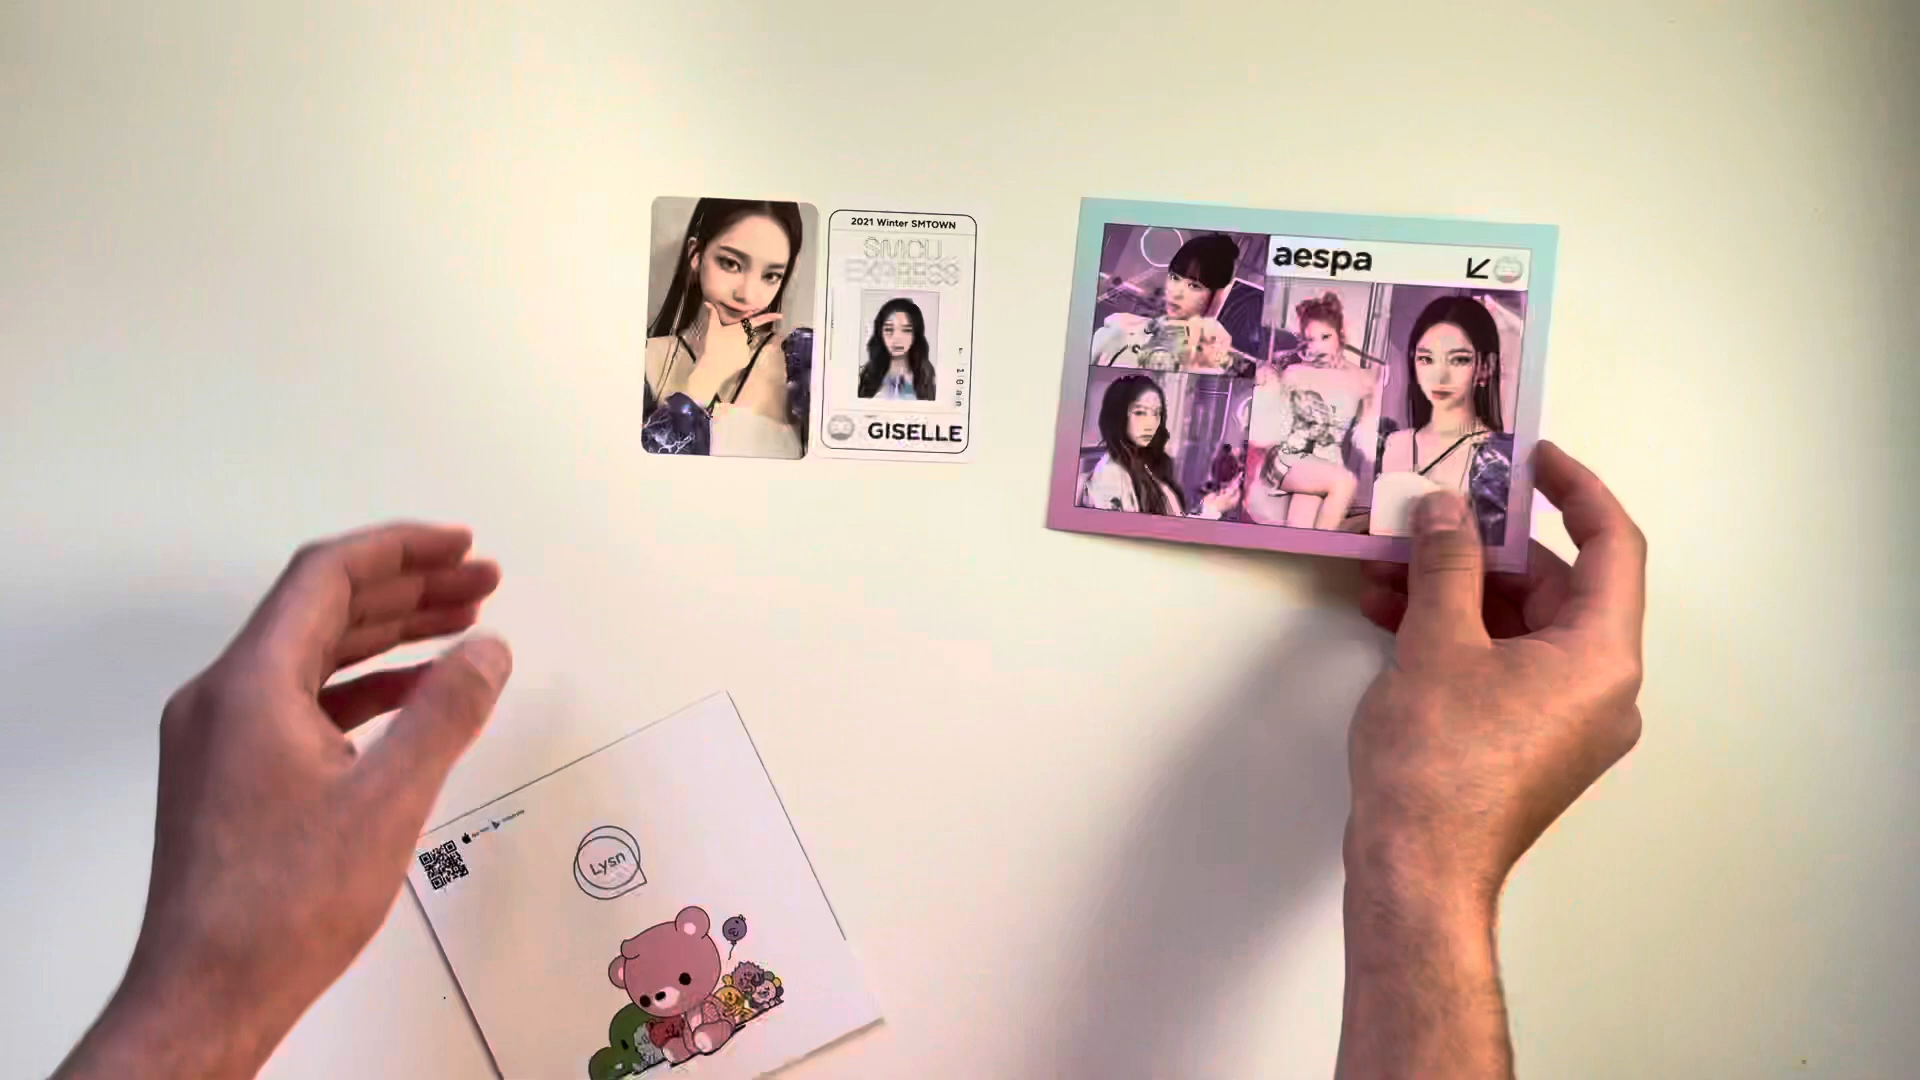 2021 Winter SMTOWN
SMCU
EXPRESS
GISELLE
aespa
Lysn